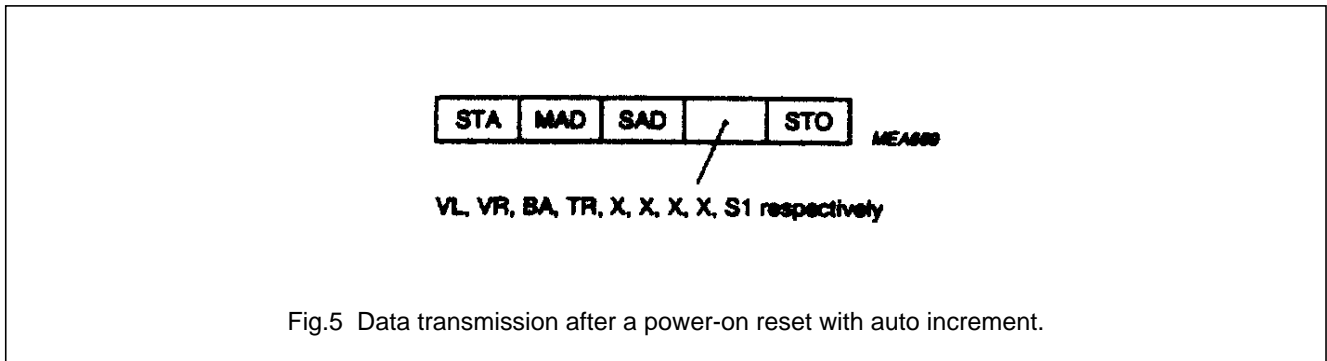 STA MAD SAD STO
VL, VR, BA, TR, X, X, X, X, S1 respectively
Fig.5 Data transmission after a power-on reset with auto increment.